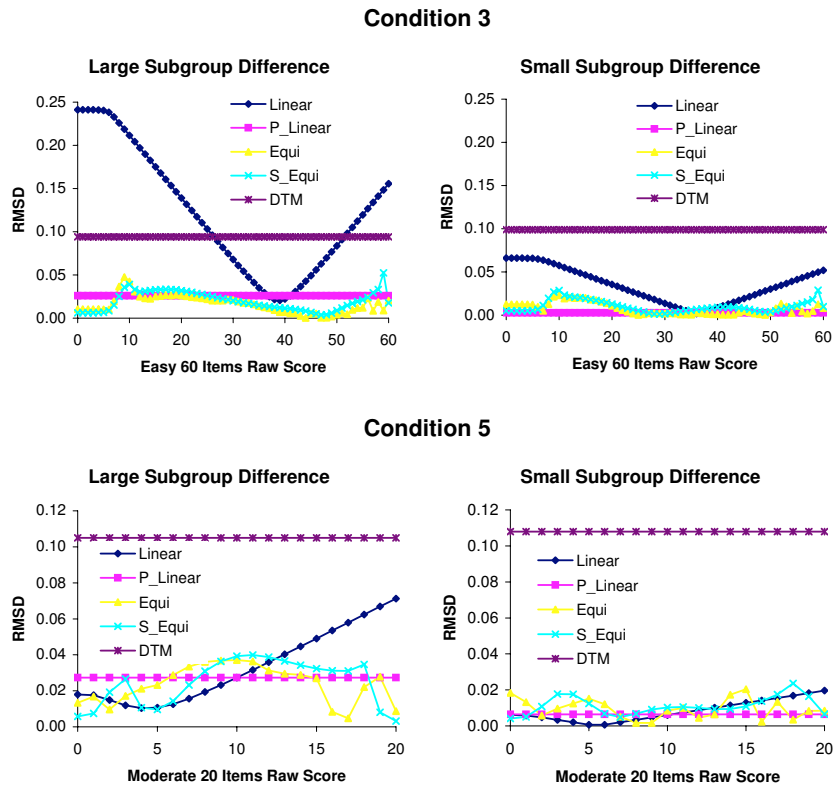 Condition 3
Large Subgroup Difference
0.25
0.20
0.15
0.10
0.05
0.00
RMSD
Linear
P_Linear
Equi
S_Equi
DTM
0 10 20 30 40 50 60
Easy 60 Items Raw Score
Small Subgroup Difference
0.25
0.20
0.15
0.10
0.05
0.00
RMSD
Linear
P_Linear
Equi
S_Equi
DTM
0 10 20 30 40 50 60
Easy 60 Items Raw Score
Condition 5
Large Subgroup Difference
0.12
0.10
0.08
0.06
0.04
0.02
0.00
RMSD
Linear
P_Linear
Equi
S_Equi
DTM
0 5 10 15 20
Moderate 20 Items Raw Score
Small Subgroup Difference
0.12
0.10
0.08
0.06
0.04
0.02
0.00
RMSD
Linear
P_Linear
Equi
S_Equi
DTM
0 5 10 15 20
Moderate 20 Items Raw Score